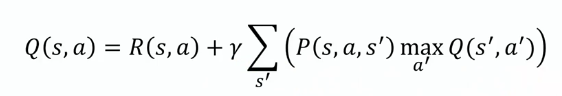 Q(s, a) = R(s, a) + γ ∑_{s′} (P(s, a, s′) max_{a′} Q(s′, a′))